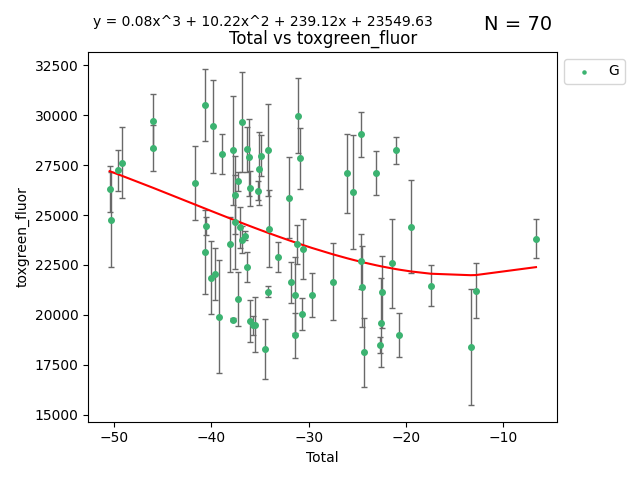 y = 0.08x^3 + 10.22x^2 + 239.12x + 23549.63
N = 70
Total vs toxgreen_fluor
G
32500
30000
27500
25000
22500
20000
17500
15000
toxgreen_fluor
−50
−40
−30
−20
−10
Total